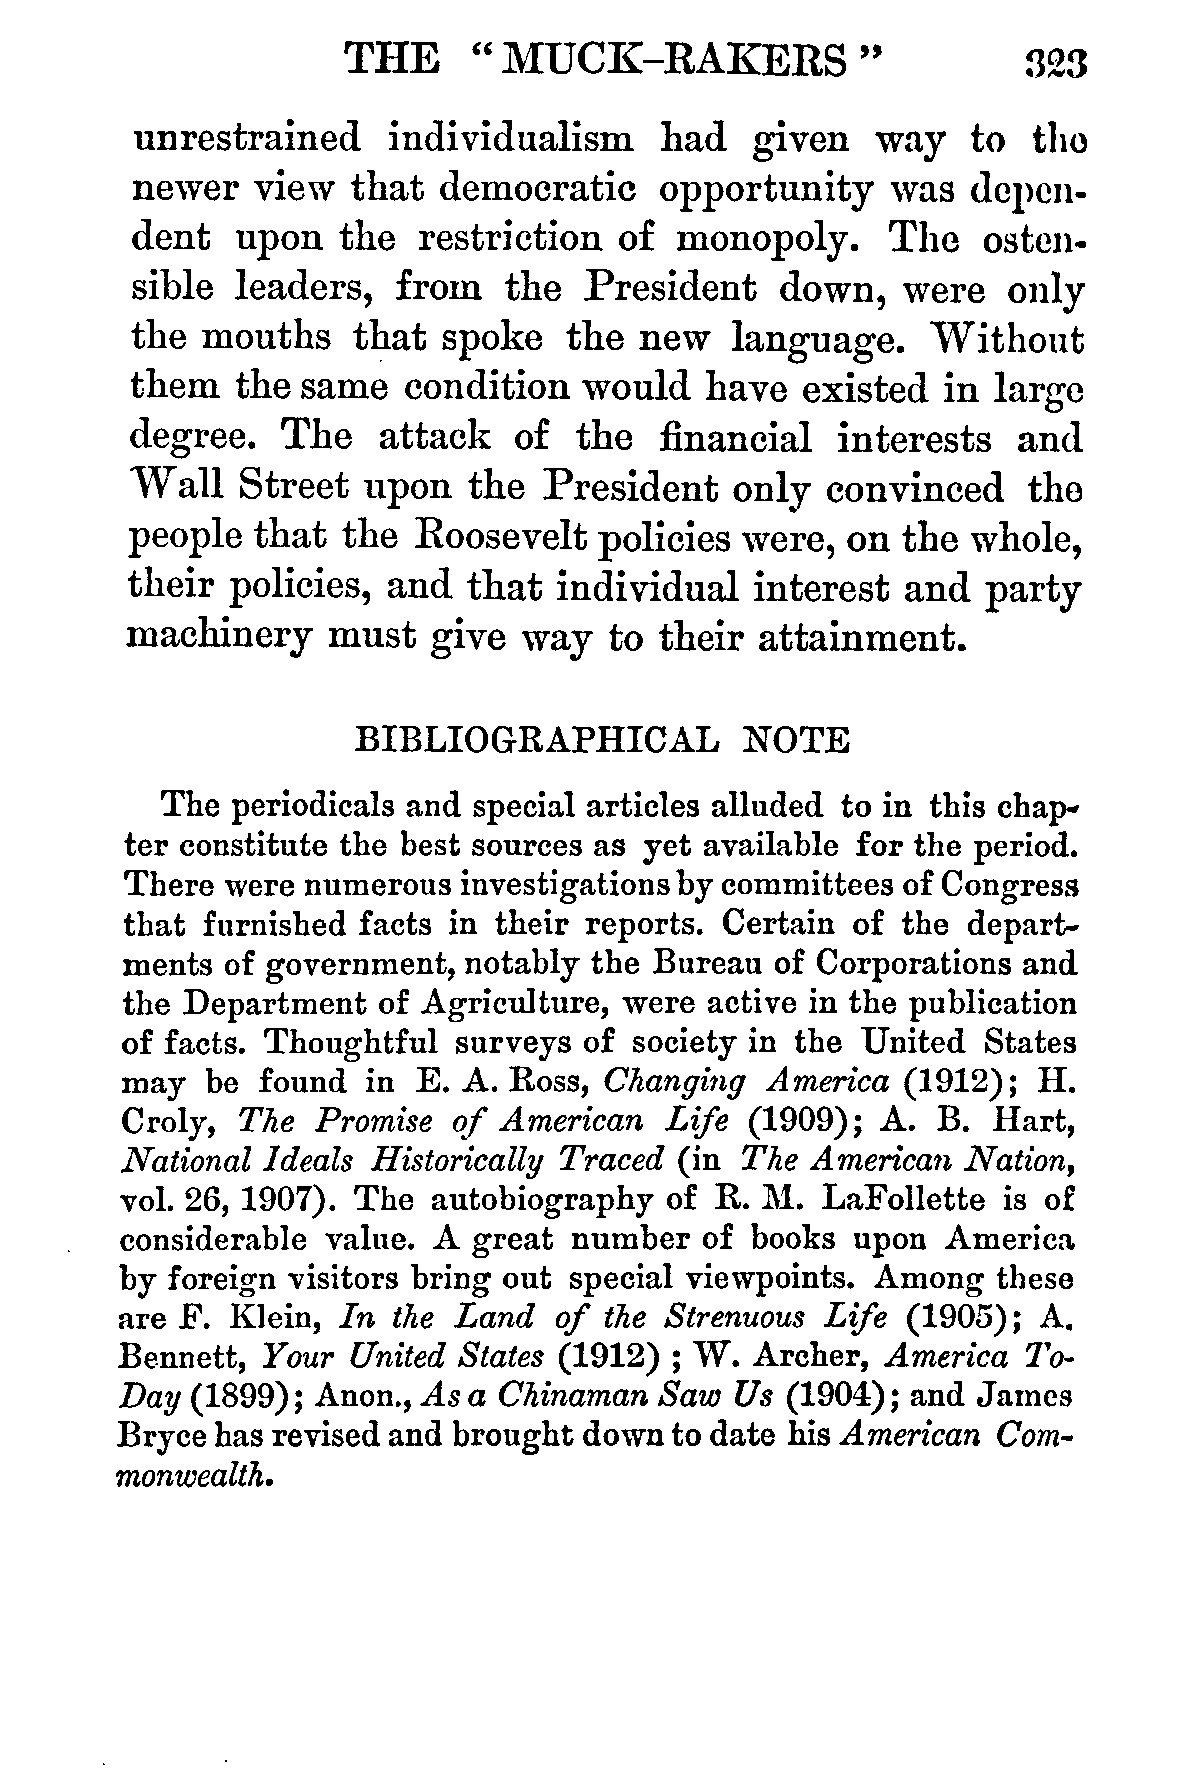 THE "MUCK-RAKERS" 323
unrestrained individualism had given way to the
newer view that democratic opportunity was depen-
dent upon the restriction of monopoly. The osten-
sible leaders, from the President down, were only
the mouths that spoke the new language. Without
them the same condition would have existed in large
degree. The attack of the financial interests and
Wall Street upon the President only convinced the
people that the Roosevelt policies were, on the whole,
their policies, and that individual interest and party
machinery must give way to their attainment.
BIBLIOGRAPHICAL NOTE
The periodicals and special articles alluded to in this chap-
ter constitute the best sources as yet available for the period.
There were numerous investigations by committees of Congress
that furnished facts in their reports. Certain of the depart-
ments of government, notably the Bureau of Corporations and
the Department of Agriculture, were active in the publication
of facts. Thoughtful surveys of society in the United States
may be found in E. A. Ross, Changing America (1912); H.
Croly, The Promise of American Life (1909); A. B. Hart,
National Ideals Historically Traced (in The American Nation,
vol. 26, 1907). The autobiography of R. M. LaFollette is of
considerable value. A great number of books upon America
by foreign visitors bring out special viewpoints. Among these
are F. Klein, In the Land of the Strenuous Life (1905); A.
Bennett, Your United States (1912) ; W. Archer, America To-
Day (1899); Anon., As a Chinaman Saw Us (1904); and James
Bryce has revised and brought down to date his American Com-
monwealth.